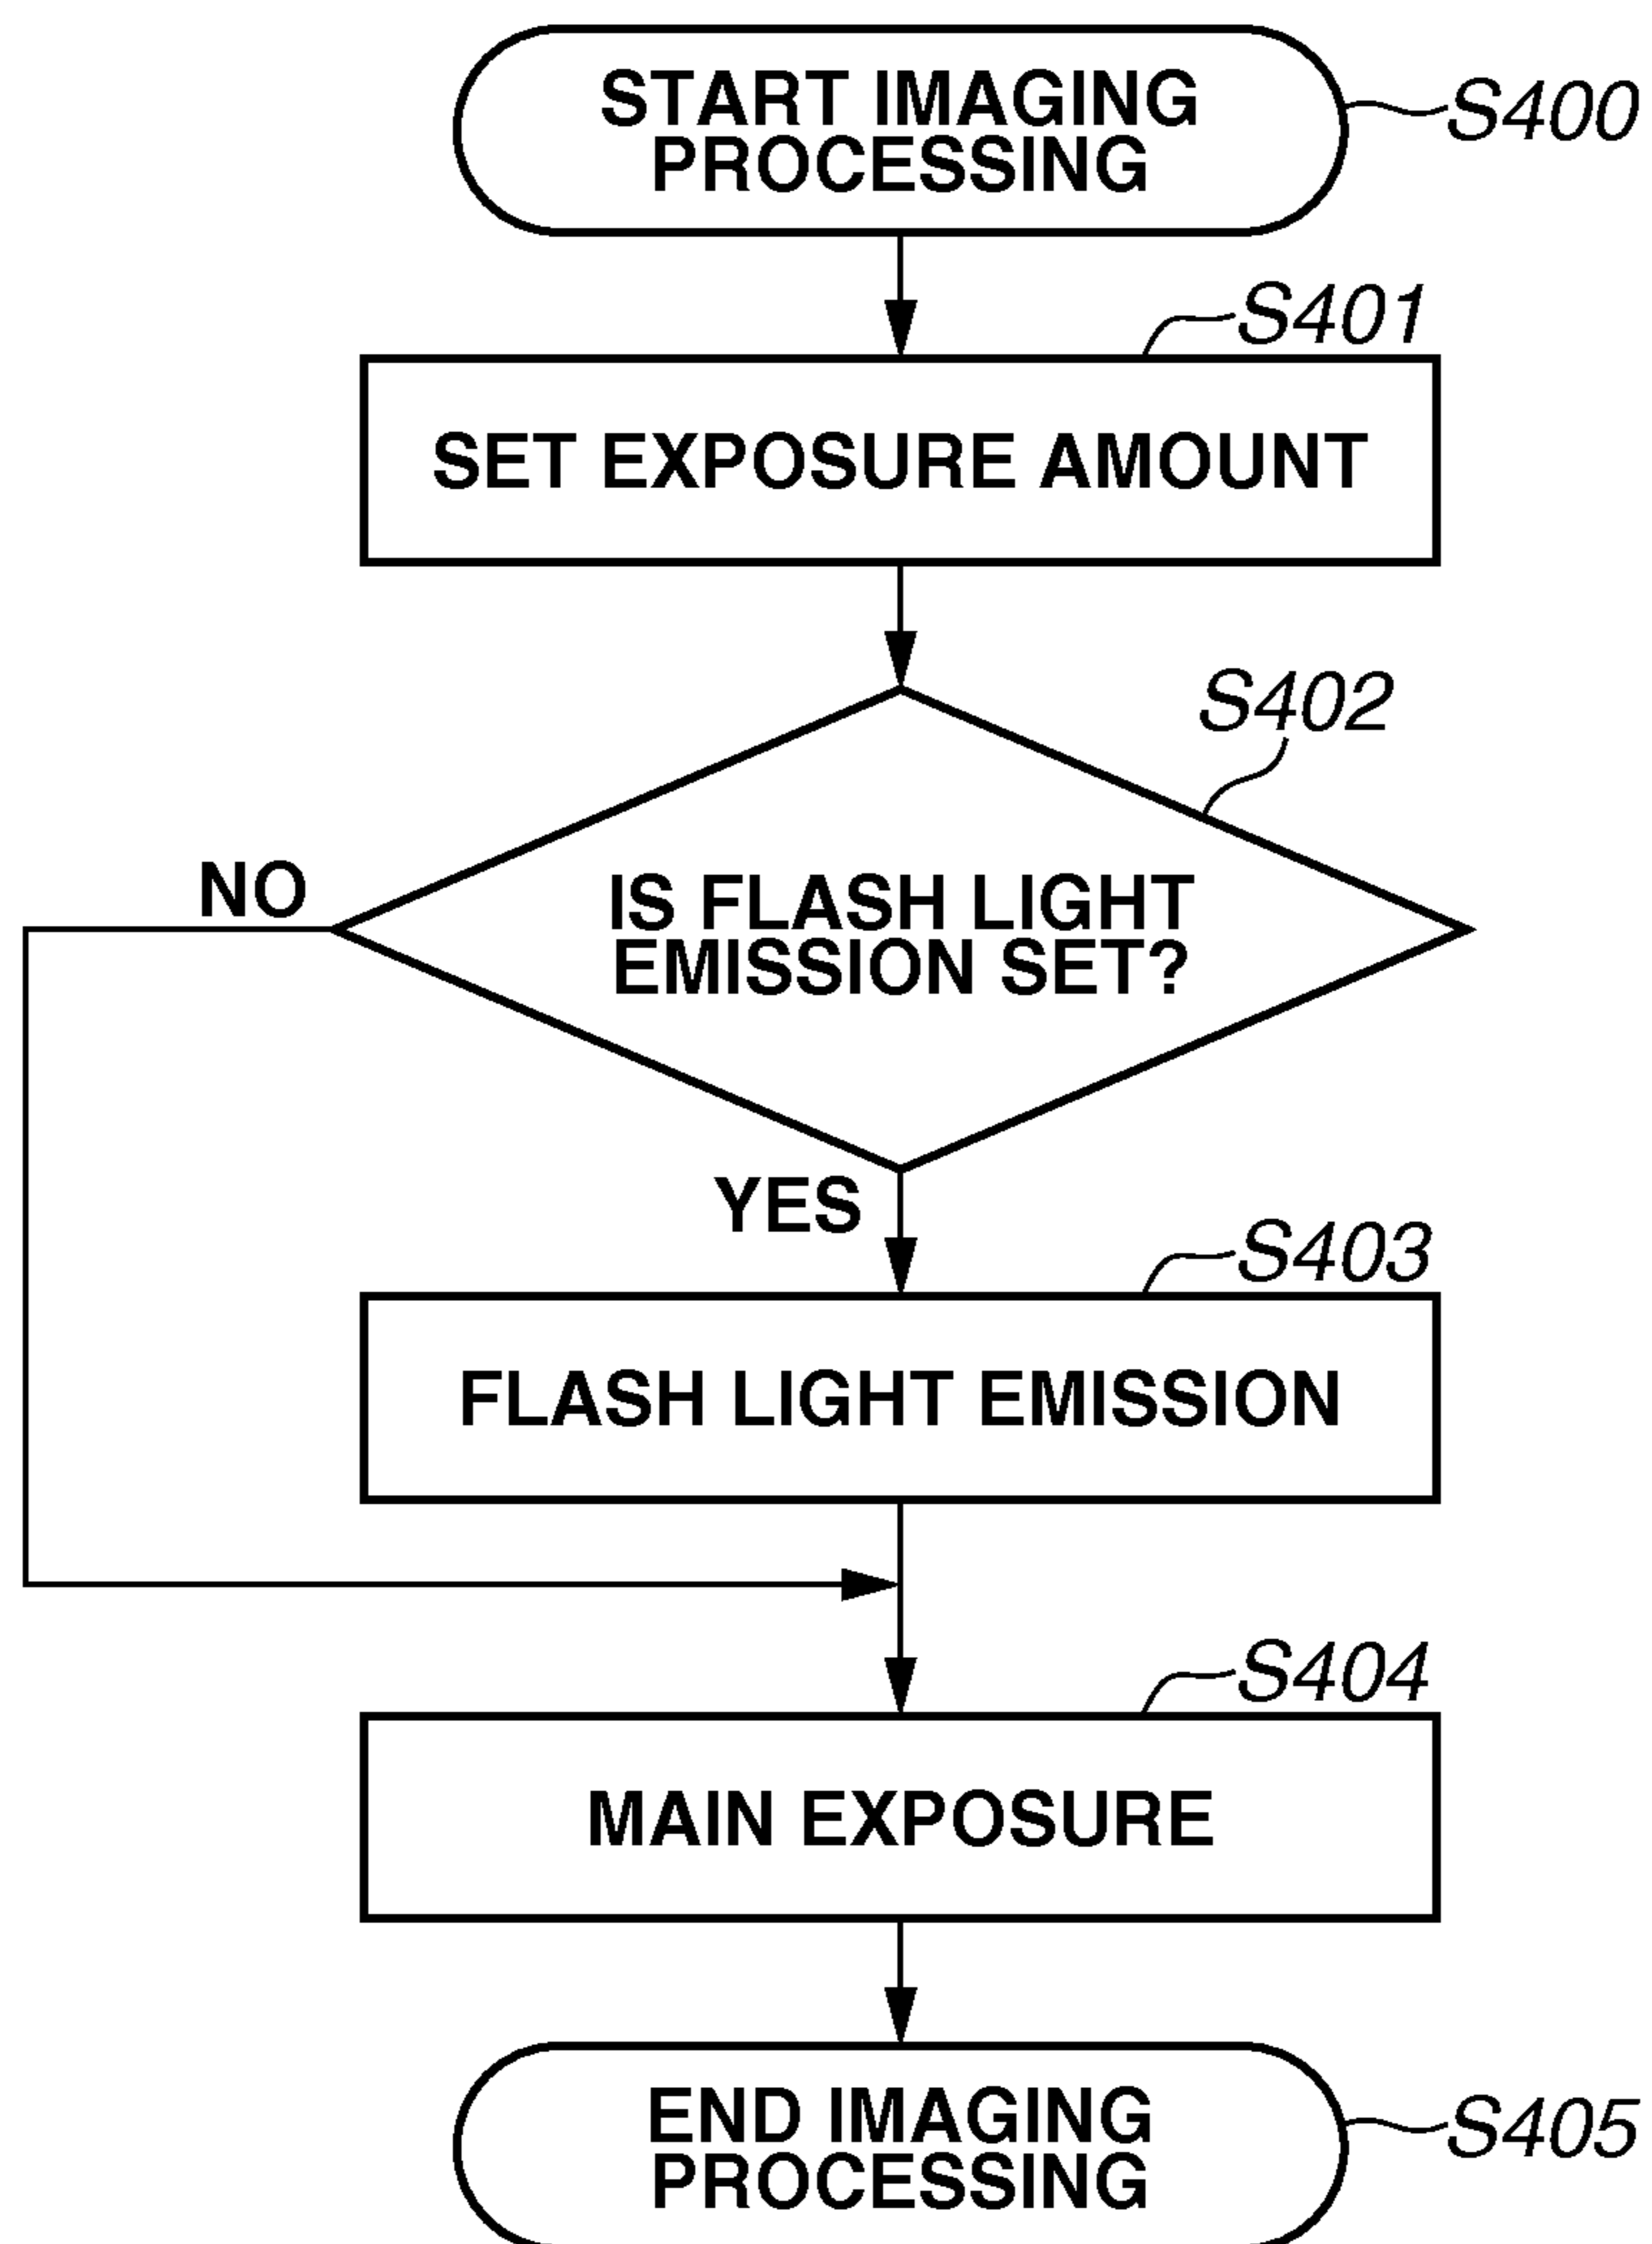 START IMAGING
PROCESSING
S400
S401
SET EXPOSURE AMOUNT
S402
NO
IS FLASH LIGHT
EMISSION SET?
YES
S403
FLASH LIGHT EMISSION
S404
MAIN EXPOSURE
END IMAGING
PROCESSING
S405